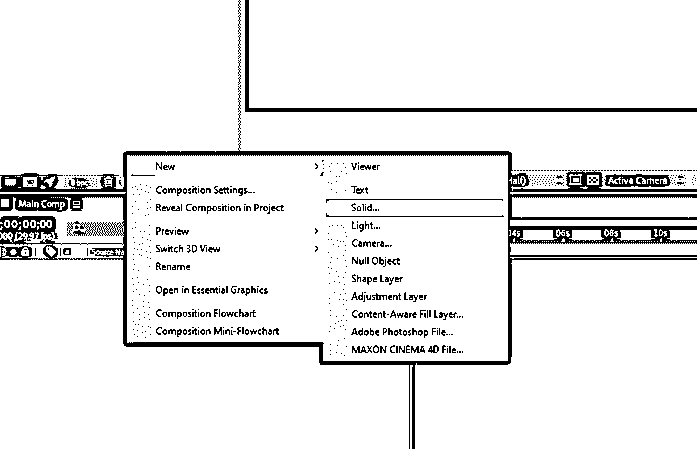 New
Composition Settings...
Reveal Composition in Project
Preview
Switch 3D View
Rename
Open in Essential Graphics
Composition Flowchart
Composition Mini-Flowchart
Viewer
Text
Solid...
Light...
Camera...
Null Object
Shape Layer
Adjustment Layer
Content-Aware Fill Layer...
Adobe Photoshop File...
MAXON CINEMA 4D File...
Active Camera
Main Comp
;00;00;00
(29.97 fps)
04s 06s 08s 10s